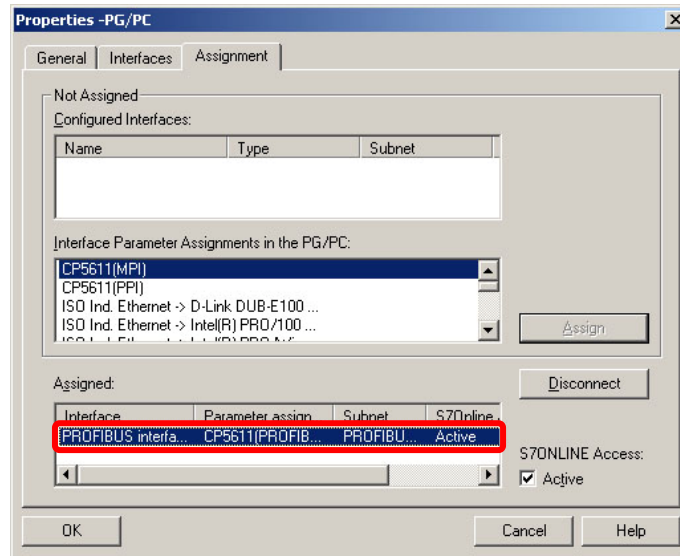 Properties -PG/PC
General Interfaces Assignment
Not Assigned
Configured Interfaces:
Name Type Subnet
Interface Parameter Assignments in the PG/PC:
CP5611(MPI)
CP5611(PPI)
ISO Ind. Ethernet -> D-Link DUB-E100 ...
ISO Ind. Ethernet -> Intel(R) PRO/100 ...
Assign
Assigned:
Disconnect
Interface Parameter assign... Subnet S7Online
PROFIBUS interfa... CP5611(PROFIB... PROFIBU... Active
S7ONLINE Access:
Active
OK Cancel Help